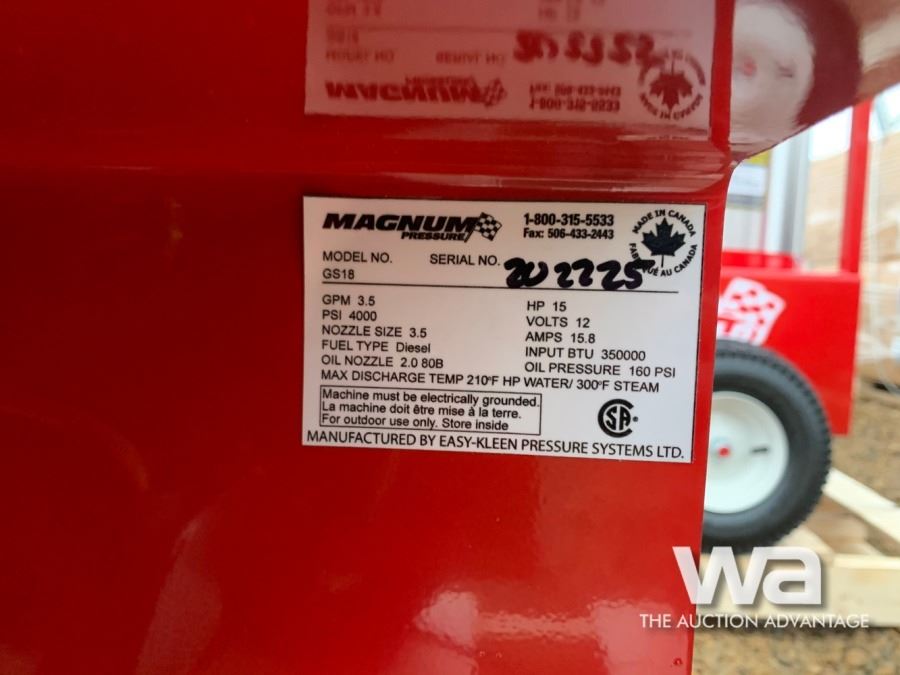 MAGNUM
PRESSURE
1-800-315-5533
Fax: 506-433-2443
MADE IN CANADA
FABRIQUÉ AU CANADA
MODEL NO. SERIAL NO. 202225
GS18
GPM 3.5
PSI 4000
NOZZLE SIZE 3.5
FUEL TYPE Diesel
OIL NOZZLE 2.0 80B
HP 15
VOLTS 12
AMPS 15.8
INPUT BTU 350000
OIL PRESSURE 160 PSI
MAX DISCHARGE TEMP 210°F HP WATER/ 300°F STEAM
Machine must be electrically grounded.
La machine doit être mise à la terre.
For outdoor use only. Store inside
CSA
MANUFACTURED BY EASY-KLEEN PRESSURE SYSTEMS LTD.
wa
THE AUCTION ADVANTAGE